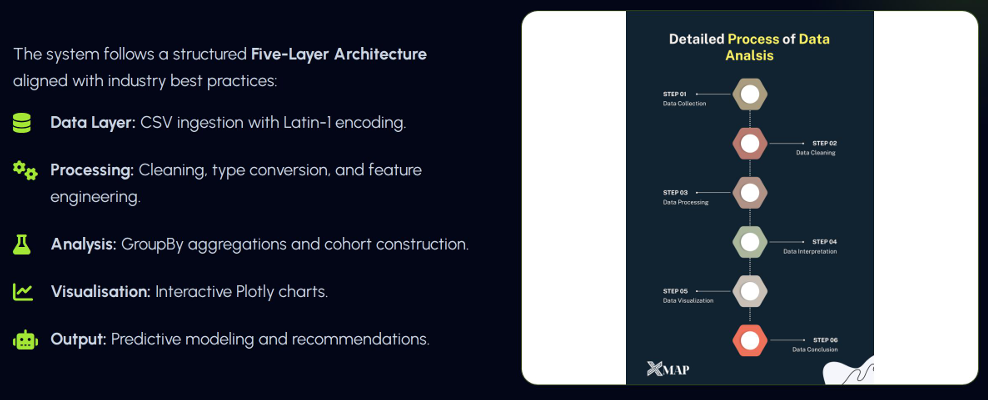 The system follows a structured Five-Layer Architecture
aligned with industry best practices:
Data Layer: CSV ingestion with Latin-1 encoding.
Processing: Cleaning, type conversion, and feature
engineering.
Analysis: GroupBy aggregations and cohort construction.
Visualisation: Interactive Plotly charts.
Output: Predictive modeling and recommendations.
Detailed Process of Data
Analsis
STEP 01
Data Collection
STEP 02
Data Cleaning
STEP 03
Data Processing
STEP 04
Data Interpretation
STEP 05
Data Visualization
STEP 06
Data Conclusion
XMAP